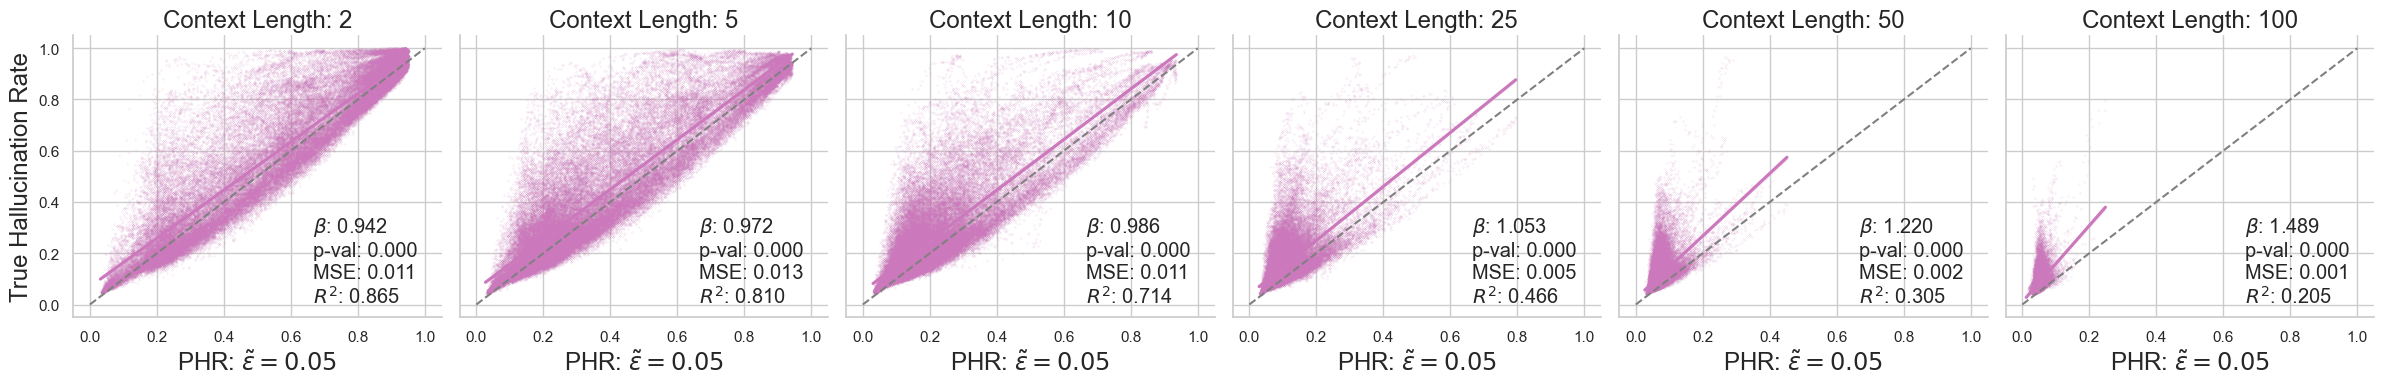 Context Length: 2
Context Length: 5
Context Length: 10
Context Length: 25
Context Length: 50
Context Length: 100
True Hallucination Rate
1.0
0.8
0.6
0.4
0.2
0.0
β: 0.942
p-val: 0.000
MSE: 0.011
R²: 0.865
β: 0.972
p-val: 0.000
MSE: 0.013
R²: 0.810
β: 0.986
p-val: 0.000
MSE: 0.011
R²: 0.714
β: 1.053
p-val: 0.000
MSE: 0.005
R²: 0.466
β: 1.220
p-val: 0.000
MSE: 0.002
R²: 0.305
β: 1.489
p-val: 0.000
MSE: 0.001
R²: 0.205
0.0 0.2 0.4 0.6 0.8 1.0
0.0 0.2 0.4 0.6 0.8 1.0
0.0 0.2 0.4 0.6 0.8 1.0
0.0 0.2 0.4 0.6 0.8 1.0
0.0 0.2 0.4 0.6 0.8 1.0
0.0 0.2 0.4 0.6 0.8 1.0
PHR: ε̃ = 0.05
PHR: ε̃ = 0.05
PHR: ε̃ = 0.05
PHR: ε̃ = 0.05
PHR: ε̃ = 0.05
PHR: ε̃ = 0.05